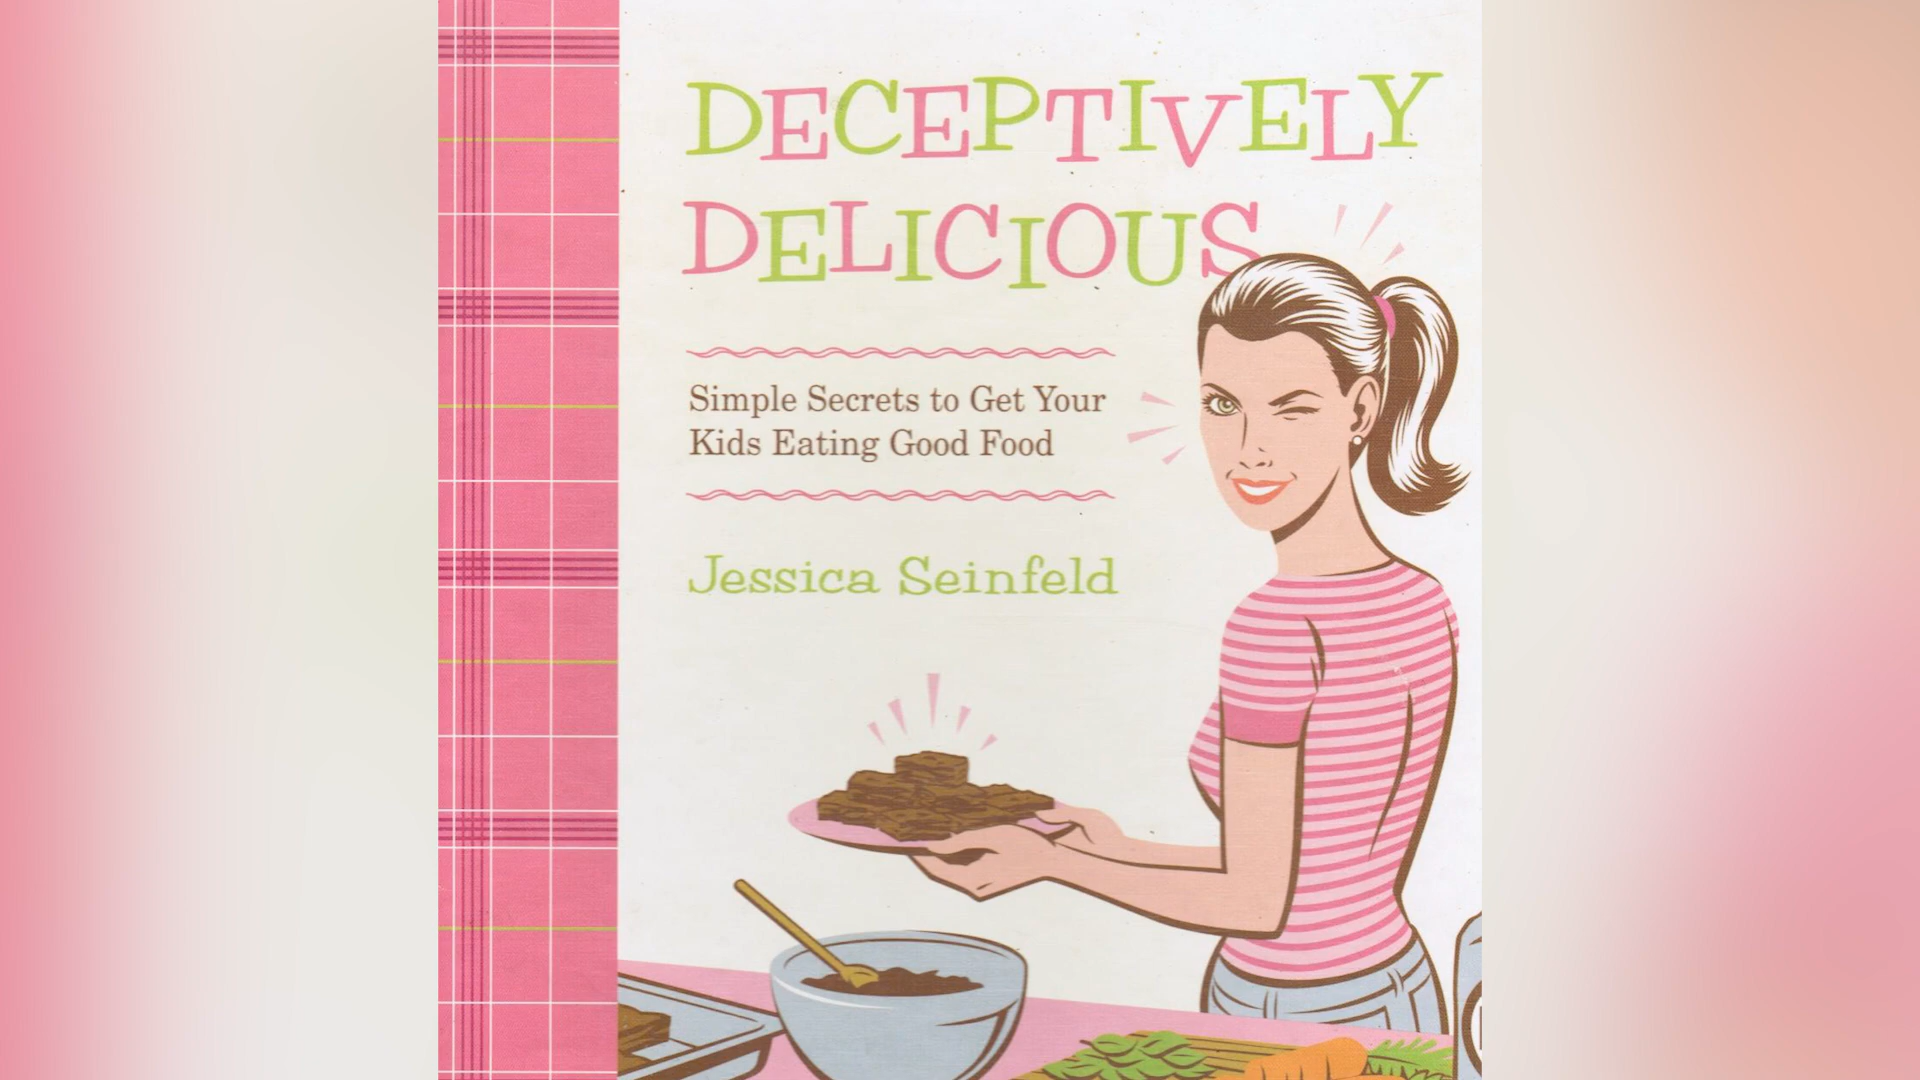 DECEPTIVELY
DELICIOUS
Simple Secrets to Get Your
Kids Eating Good Food
Jessica Seinfeld